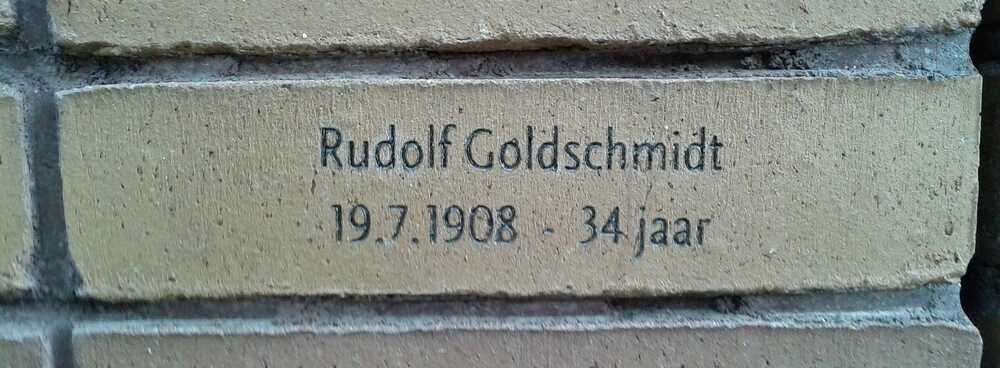 Rudolf Goldschmidt
19.7.1908 - 34 jaar